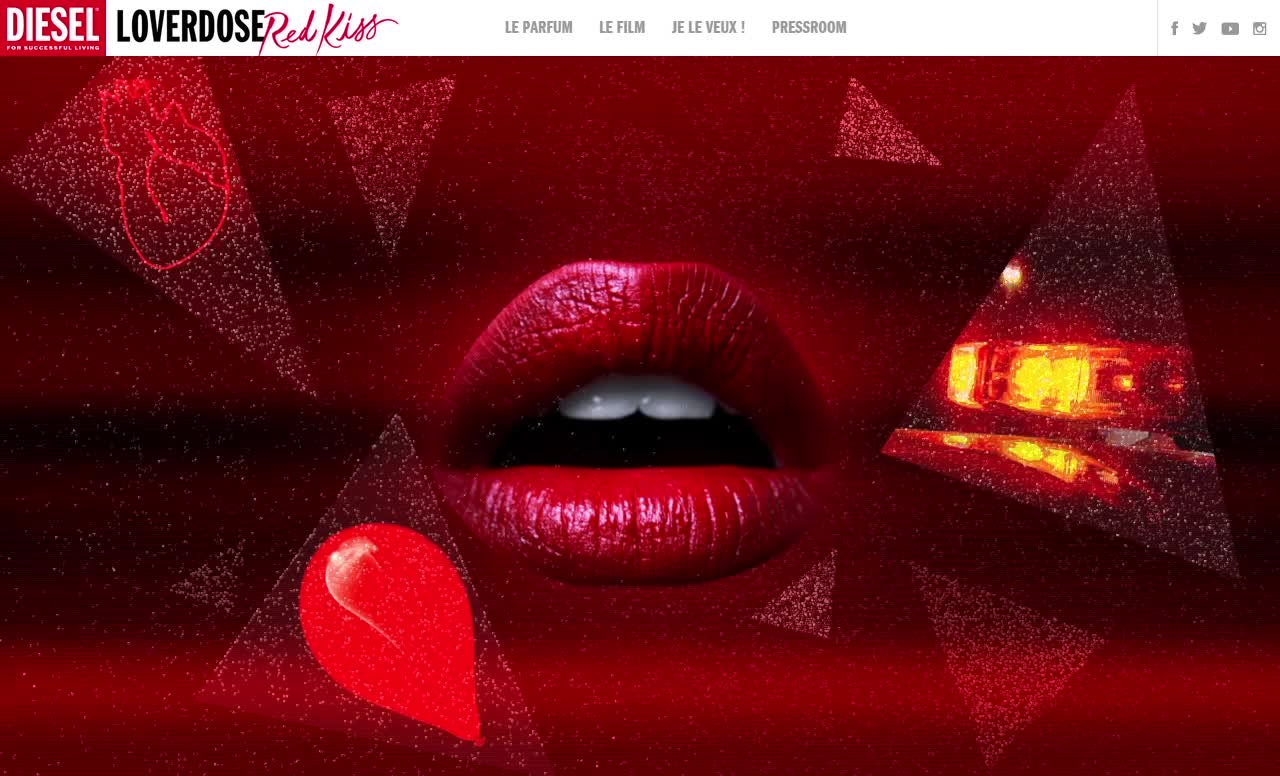 DIESEL
FOR SUCCESSFUL LIVING
LOVERDOSE Red Kiss
LE PARFUM LE FILM JE LE VEUX ! PRESSROOM